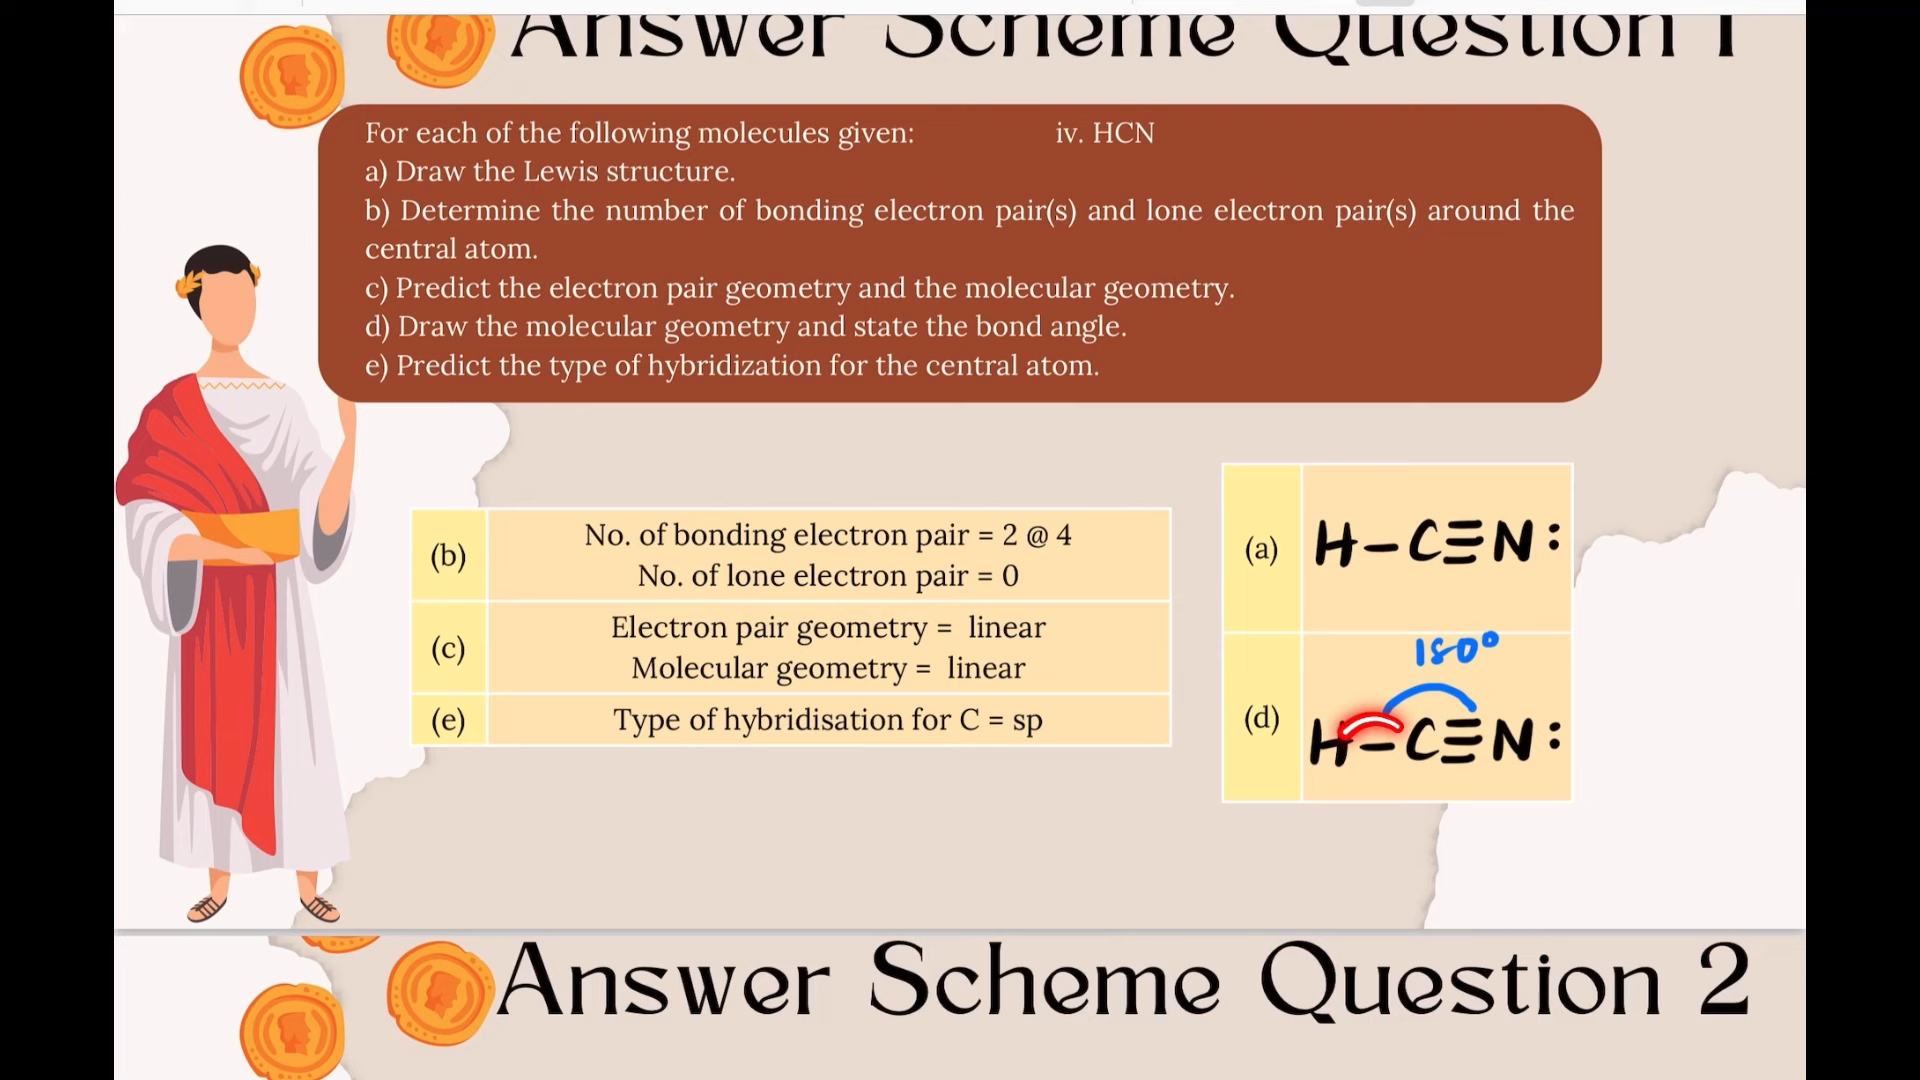 Answer Scheme Question 1
For each of the following molecules given: iv. HCN
a) Draw the Lewis structure.
b) Determine the number of bonding electron pair(s) and lone electron pair(s) around the
central atom.
c) Predict the electron pair geometry and the molecular geometry.
d) Draw the molecular geometry and state the bond angle.
e) Predict the type of hybridization for the central atom.
(b) No. of bonding electron pair = 2 @ 4
No. of lone electron pair = 0
(c) Electron pair geometry = linear
Molecular geometry = linear
(e) Type of hybridisation for C = sp
(a) H–C≡N:
180°
(d) H–C≡N:
Answer Scheme Question 2